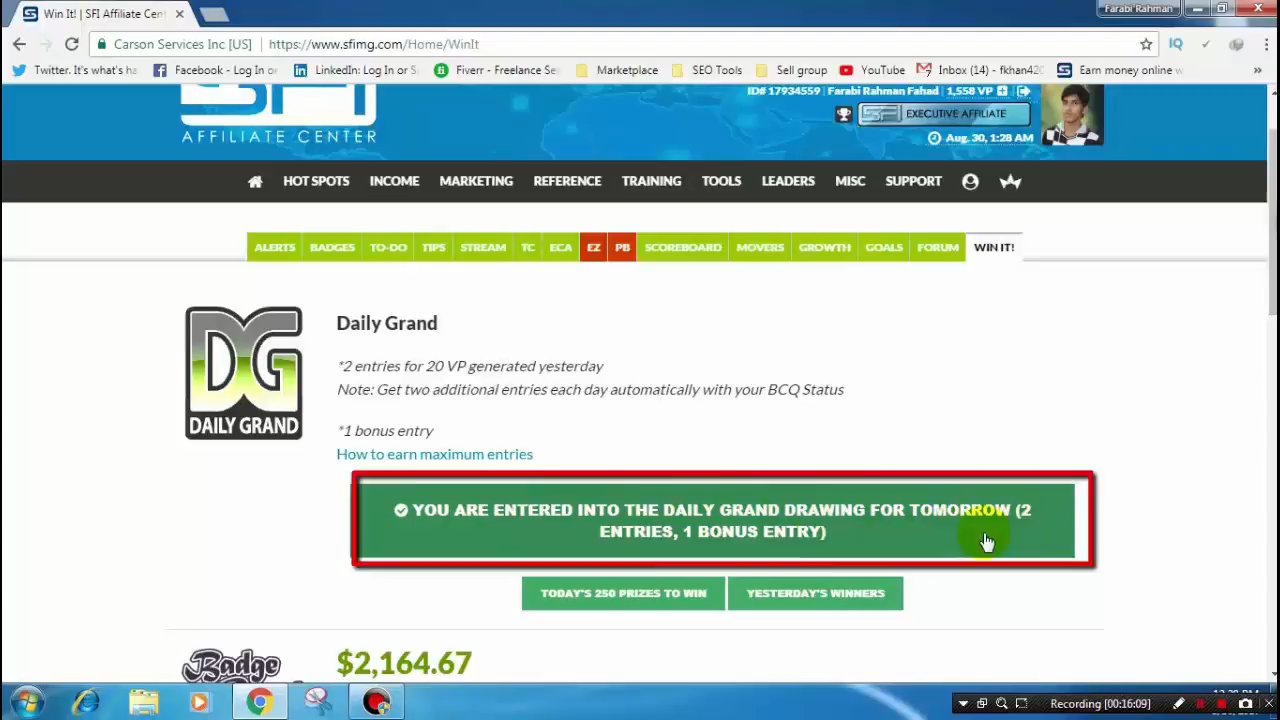 Win It! | SFI Affiliate Cent
Farabi Rahman
Carson Services Inc [US] | https://www.sfimg.com/Home/WinIt
IQ
Twitter. It's what's ha
Facebook - Log In or
LinkedIn: Log In or S
Fiverr - Freelance Se
Marketplace
SEO Tools
Sell group
YouTube
Inbox (14) - fkhan420
Earn money online w
»
AFFILIATE CENTER
ID# 17934559 | Farabi Rahman Fahad | 1,558 VP
SFI EXECUTIVE AFFILIATE
Aug. 30, 1:28 AM
HOT SPOTS INCOME MARKETING REFERENCE TRAINING TOOLS LEADERS MISC SUPPORT
ALERTS BADGES TO-DO TIPS STREAM TC ECA EZ PB SCOREBOARD MOVERS GROWTH GOALS FORUM WIN IT!
DG
DAILY GRAND
Daily Grand
*2 entries for 20 VP generated yesterday
Note: Get two additional entries each day automatically with your BCQ Status
*1 bonus entry
How to earn maximum entries
YOU ARE ENTERED INTO THE DAILY GRAND DRAWING FOR TOMORROW (2
ENTRIES, 1 BONUS ENTRY)
TODAY'S 250 PRIZES TO WIN
YESTERDAY'S WINNERS
Badge
$2,164.67
Recording [00:16:09]